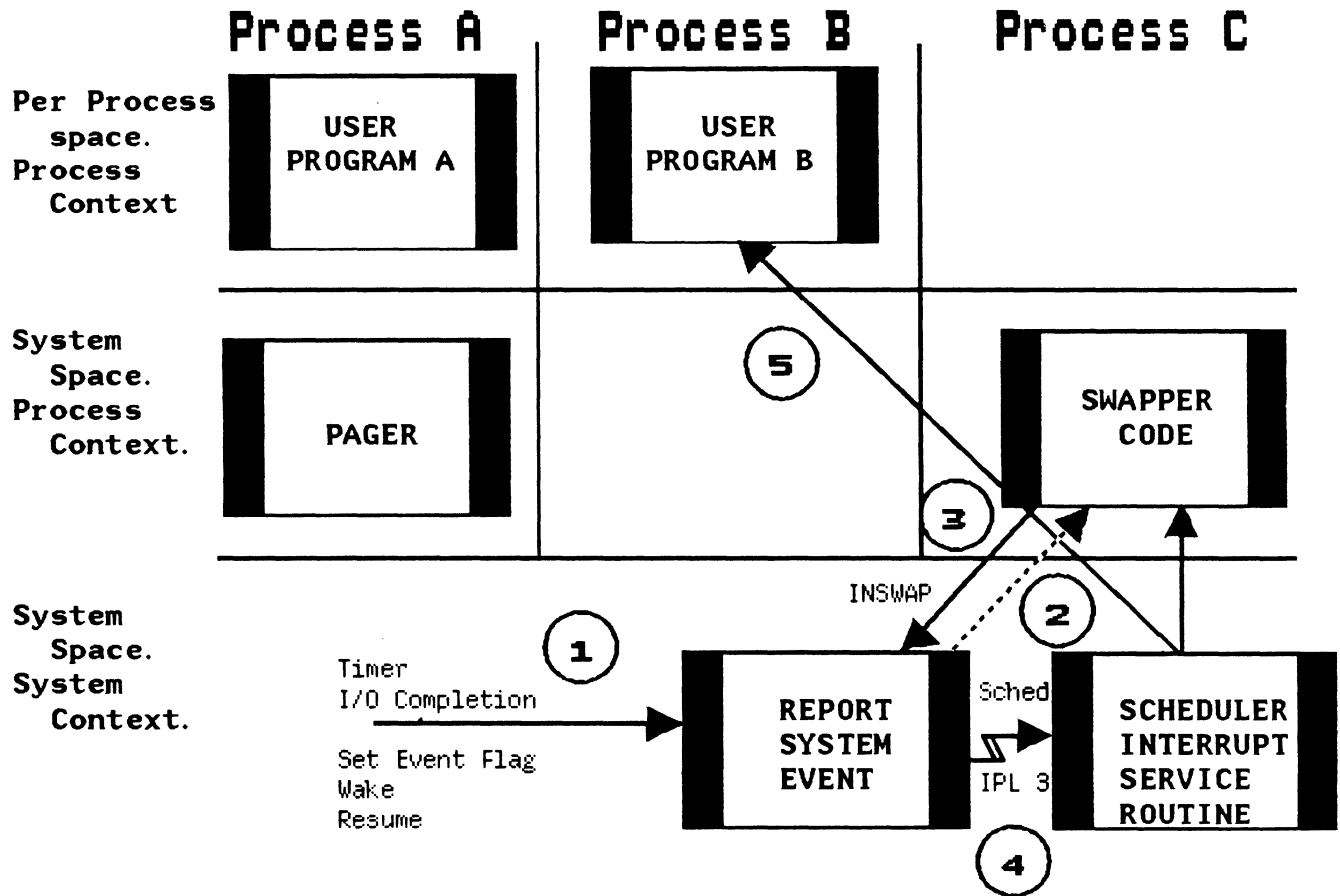 Process A
Process B
Process C
Per Process
space.
Process
Context
USER
PROGRAM A
USER
PROGRAM B
System
Space.
Process
Context.
PAGER
5
SWAPPER
CODE
3
INSWAP
2
System
Space.
System
Context.
1
Timer
I/O Completion
Set Event Flag
Wake
Resume
REPORT
SYSTEM
EVENT
Sched
IPL 3
SCHEDULER
INTERRUPT
SERVICE
ROUTINE
4